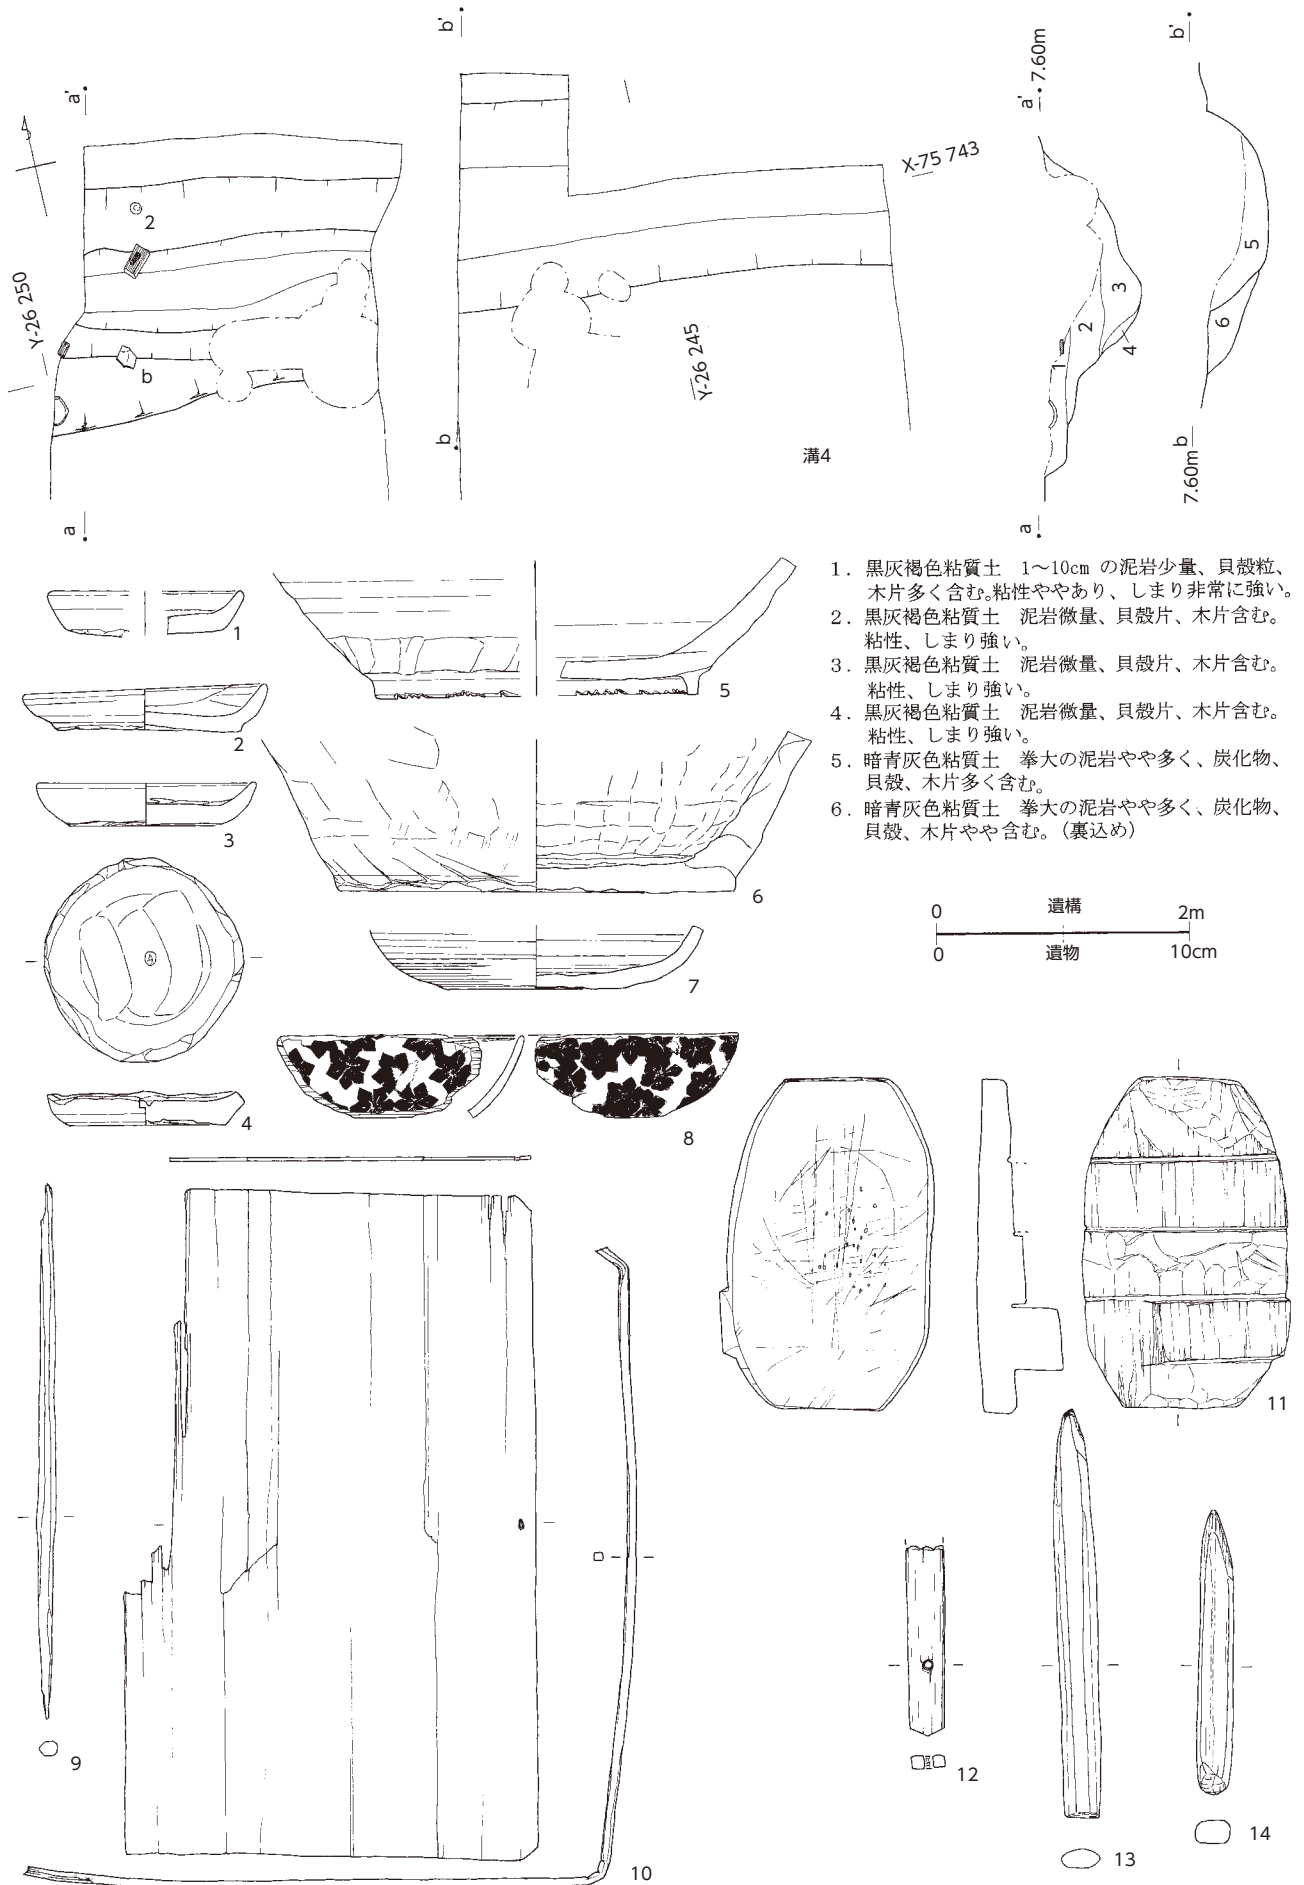 b'
b'
7.60m
a'
a'
X-75 743
2
5
Y-26 250
3
6
2
Y-26 245
4
1
b
b
b
7.60m
溝4
a
a
1. 黒灰褐色粘質土　1〜10cm の泥岩少量、貝殻粒、
木片多く含む。粘性ややあり、しまり非常に強い。
2. 黒灰褐色粘質土　泥岩微量、貝殻片、木片含む。
粘性、しまり強い。
3. 黒灰褐色粘質土　泥岩微量、貝殻片、木片含む。
粘性、しまり強い。
4. 黒灰褐色粘質土　泥岩微量、貝殻片、木片含む。
粘性、しまり強い。
5. 暗青灰色粘質土　拳大の泥岩やや多く、炭化物、
貝殻、木片多く含む。
6. 暗青灰色粘質土　拳大の泥岩やや多く、炭化物、
貝殻、木片やや含む。(裏込め)
1
5
2
3
6
0 遺構 2m
0 遺物 10cm
7
4
8
11
9
12
10
13
14